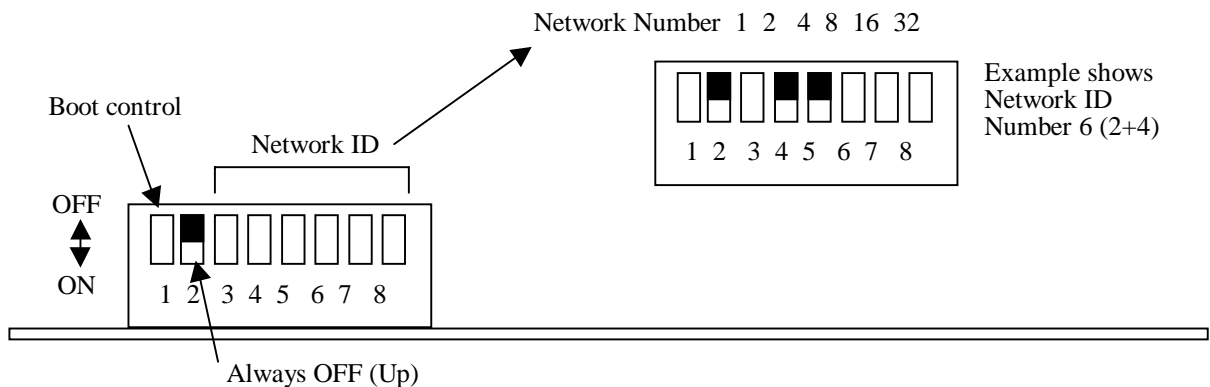 Network Number 1 2 4 8 16 32
Example shows
Network ID
Number 6 (2+4)
1 2 3 4 5 6 7 8
Boot control
Network ID
OFF
ON
1 2 3 4 5 6 7 8
Always OFF (Up)